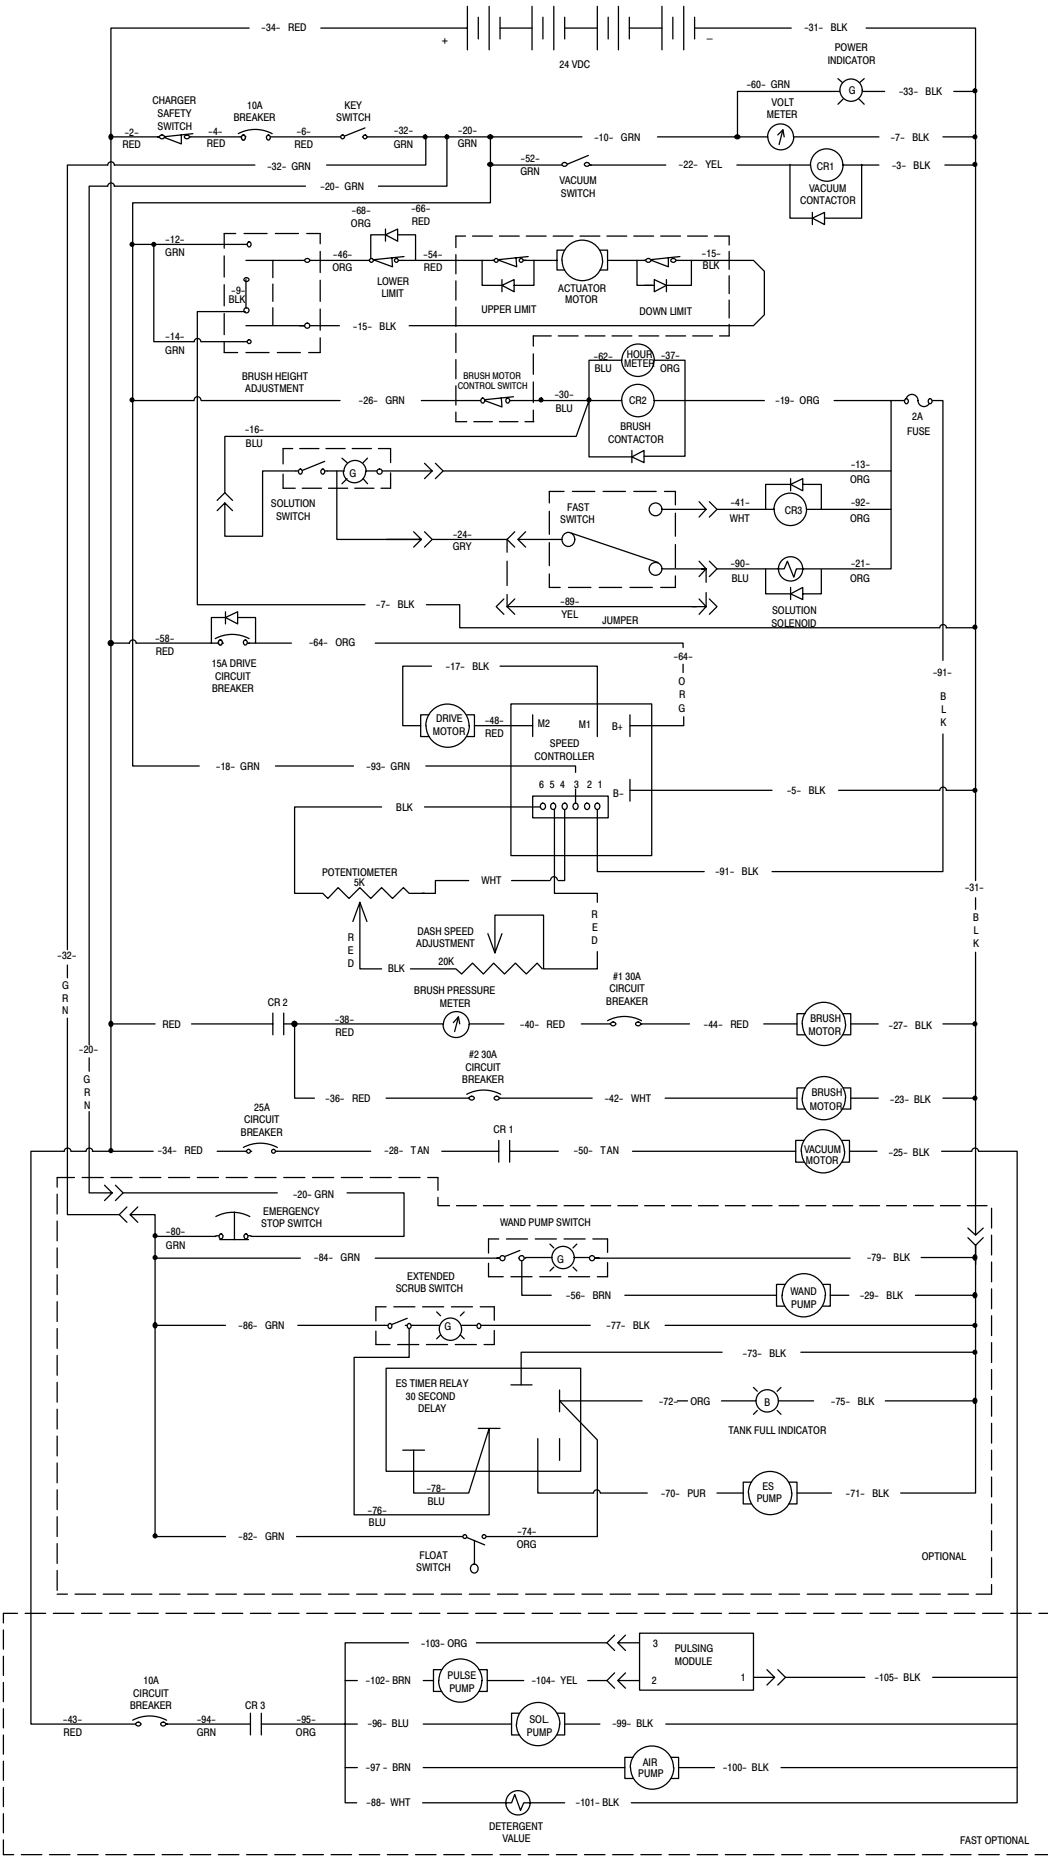 -34- RED
-31- BLK
+
–
24 VDC
POWER
INDICATOR
-60- GRN
G
-33- BLK
VOLT
METER
CHARGER
SAFETY
SWITCH
10A
BREAKER
KEY
SWITCH
-2-
RED
-4-
RED
-6-
RED
-32-
GRN
-20-
GRN
-10- GRN
-7- BLK
-32- GRN
-52-
GRN
VACUUM
SWITCH
-22- YEL
CR1
-3- BLK
VACUUM
CONTACTOR
-20- GRN
-68-
ORG
-66-
RED
-12-
GRN
-46-
ORG
-54-
RED
LOWER
LIMIT
-15-
BLK
UPPER LIMIT
ACTUATOR
MOTOR
DOWN LIMIT
-9-
BLK
-15- BLK
-14-
GRN
BRUSH HEIGHT
ADJUSTMENT
BRUSH MOTOR
CONTROL SWITCH
-62-
BLU
HOUR
METER
-37-
ORG
-26- GRN
-30-
BLU
CR2
BRUSH
CONTACTOR
-19- ORG
2A
FUSE
-16-
BLU
G
SOLUTION
SWITCH
-13-
ORG
FAST
SWITCH
-41-
WHT
CR3
-92-
ORG
-24-
GRY
-90-
BLU
-21-
ORG
SOLUTION
SOLENOID
-89-
YEL
JUMPER
-7- BLK
-58-
RED
15A DRIVE
CIRCUIT
BREAKER
-64- ORG
-64-
O
R
G
-91-
B
L
K
-17- BLK
DRIVE
MOTOR
-48-
RED
M2
M1
B+
SPEED
CONTROLLER
-18- GRN
-93- GRN
6 5 4 3 2 1
B-
-5- BLK
BLK
-91- BLK
POTENTIOMETER
5K
WHT
R
E
D
DASH SPEED
ADJUSTMENT
20K
BLK
R
E
D
-31-
B
L
K
-32-
G
R
N
-20-
G
R
N
BRUSH PRESSURE
METER
#1 30A
CIRCUIT
BREAKER
RED
CR 2
-38-
RED
-40- RED
-44- RED
BRUSH
MOTOR
-27- BLK
#2 30A
CIRCUIT
BREAKER
-36- RED
-42- WHT
BRUSH
MOTOR
-23- BLK
25A
CIRCUIT
BREAKER
-34- RED
-28- TAN
CR 1
-50- TAN
VACUUM
MOTOR
-25- BLK
-20- GRN
EMERGENCY
STOP SWITCH
-80-
GRN
WAND PUMP SWITCH
-84- GRN
G
-79- BLK
-56- BRN
WAND
PUMP
-29- BLK
EXTENDED
SCRUB SWITCH
-86- GRN
G
-77- BLK
-73- BLK
ES TIMER RELAY
30 SECOND
DELAY
-72- ORG
B
-75- BLK
TANK FULL INDICATOR
-78-
BLU
-70- PUR
ES
PUMP
-71- BLK
-76-
BLU
-82- GRN
-74-
ORG
FLOAT
SWITCH
OPTIONAL
-103- ORG
3
PULSING
MODULE
-102- BRN
PULSE
PUMP
-104- YEL
2
1
-105- BLK
10A
CIRCUIT
BREAKER
CR 3
-43-
RED
-94-
GRN
-95-
ORG
-96- BLU
SOL
PUMP
-99- BLK
-97 - BRN
AIR
PUMP
-100- BLK
-88- WHT
-101- BLK
DETERGENT
VALUE
FAST OPTIONAL